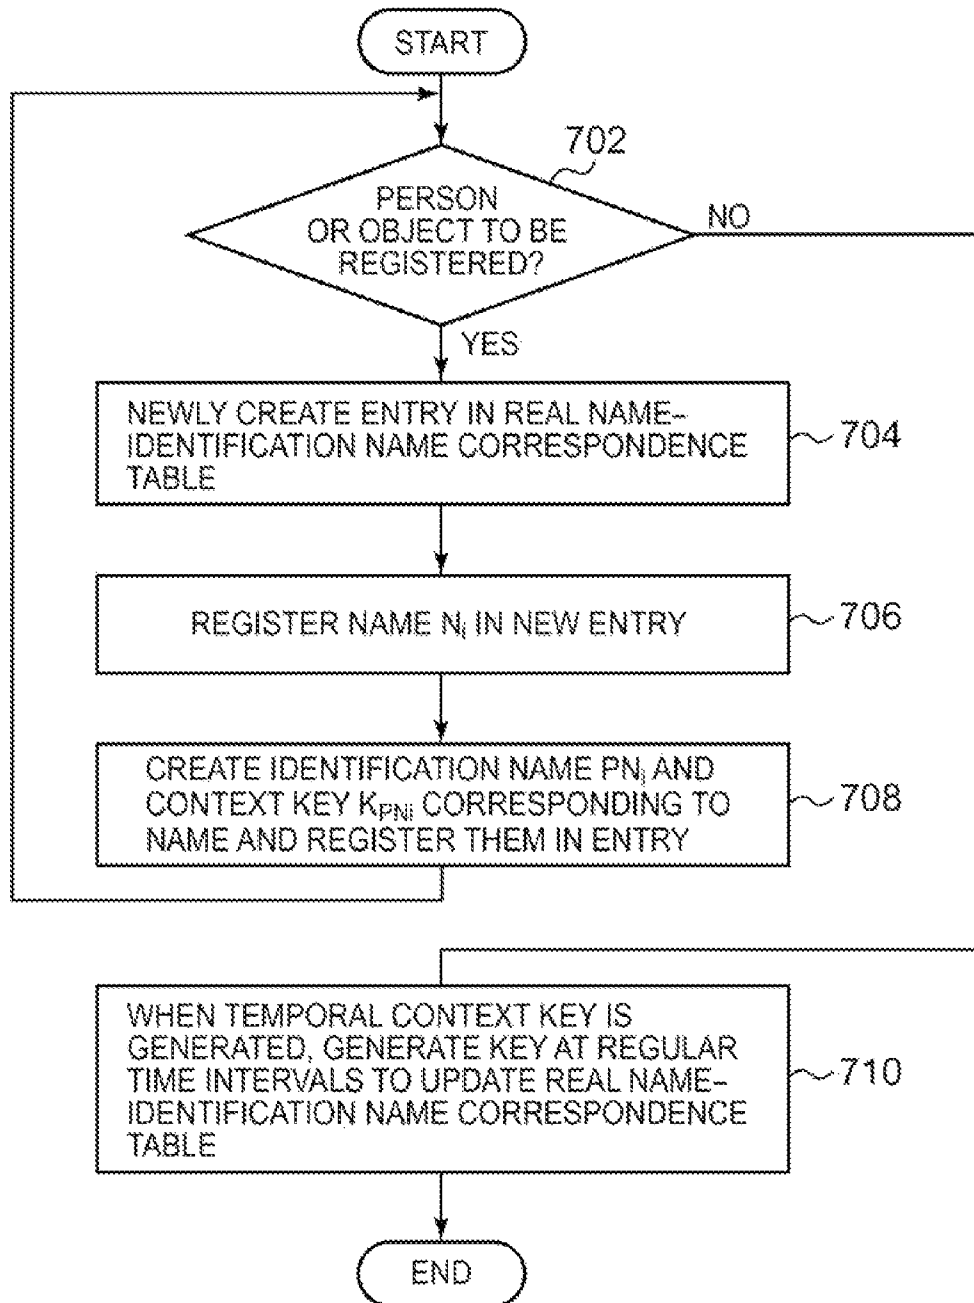 START
702
PERSON
OR OBJECT TO BE
REGISTERED?
NO
YES
NEWLY CREATE ENTRY IN REAL NAME–
IDENTIFICATION NAME CORRESPONDENCE
TABLE
704
REGISTER NAME Ni IN NEW ENTRY
706
CREATE IDENTIFICATION NAME PNi AND
CONTEXT KEY KPNi CORRESPONDING TO
NAME AND REGISTER THEM IN ENTRY
708
WHEN TEMPORAL CONTEXT KEY IS
GENERATED, GENERATE KEY AT REGULAR
TIME INTERVALS TO UPDATE REAL NAME–
IDENTIFICATION NAME CORRESPONDENCE
TABLE
710
END